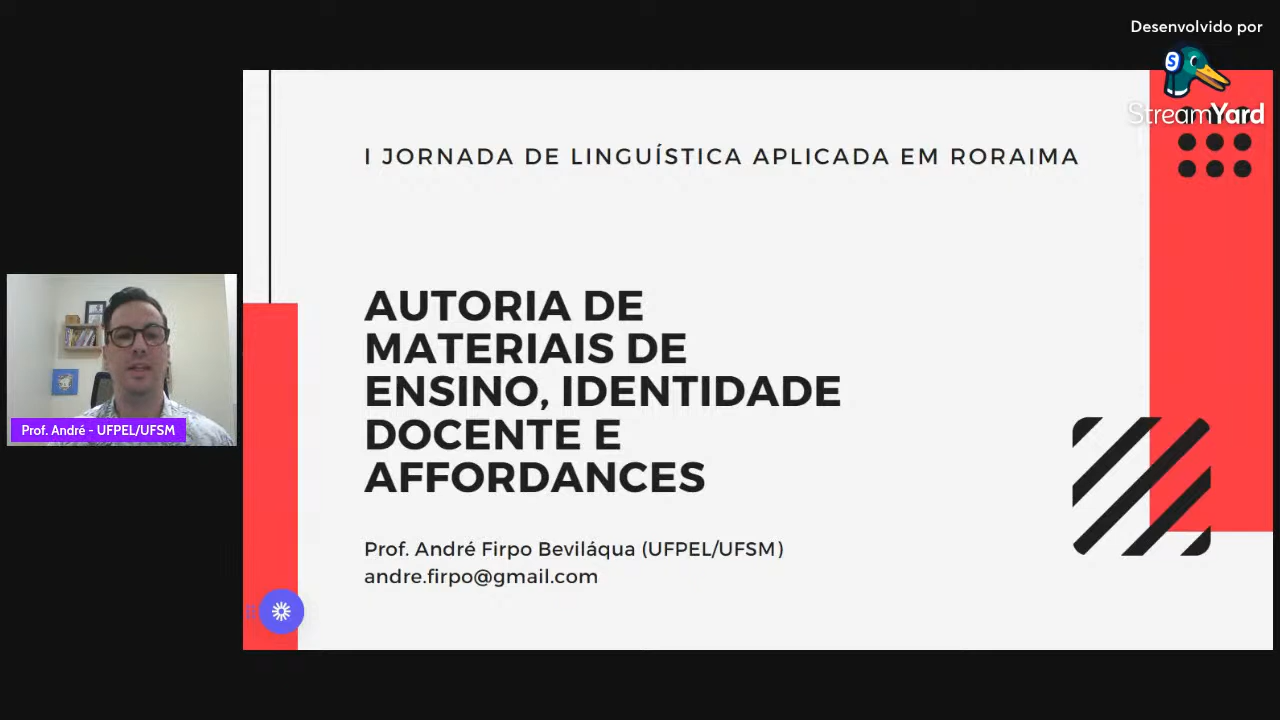 Desenvolvido por
S
StreamYard
I JORNADA DE LINGUÍSTICA APLICADA EM RORAIMA
AUTORIA DE
MATERIAIS DE
ENSINO, IDENTIDADE
DOCENTE E
AFFORDANCES
Prof. André - UFPEL/UFSM
Prof. André Firpo Beviláqua (UFPEL/UFSM)
andre.firpo@gmail.com